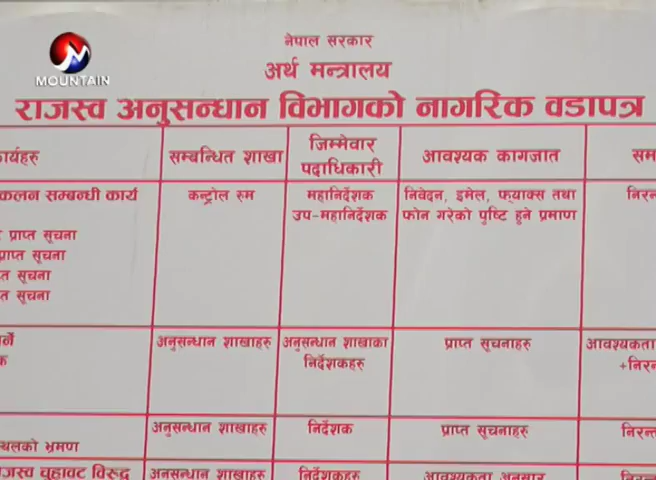 MOUNTAIN
नेपाल सरकार
अर्थ मन्त्रालय
राजस्व अनुसन्धान विभागको नागरिक वडापत्र
सम्बन्धित शाखा
जिम्मेवार
पदाधिकारी
आवश्यक कागजात
कलन सम्बन्धी कार्य
प्राप्त सूचना
प्राप्त सूचना
सूचना
सूचना
कन्ट्रोल रुम
महानिर्देशक
उप-महानिर्देशक
निवेदन, इमेल, फ्याक्स तथा
फोन गरेको पुष्टि हुने प्रमाण
अनुसन्धान शाखाहरु
अनुसन्धान शाखाका
निर्देशकहरु
प्राप्त सूचनाहरु
आवश्यकता
स्थलको भ्रमण
अनुसन्धान शाखाहरु
निर्देशक
प्राप्त सूचनाहरु
चुहावट विरुद्ध
अनुसन्धान शाखाहरु
निर्देशकहरु
आवश्यकता अनुसार